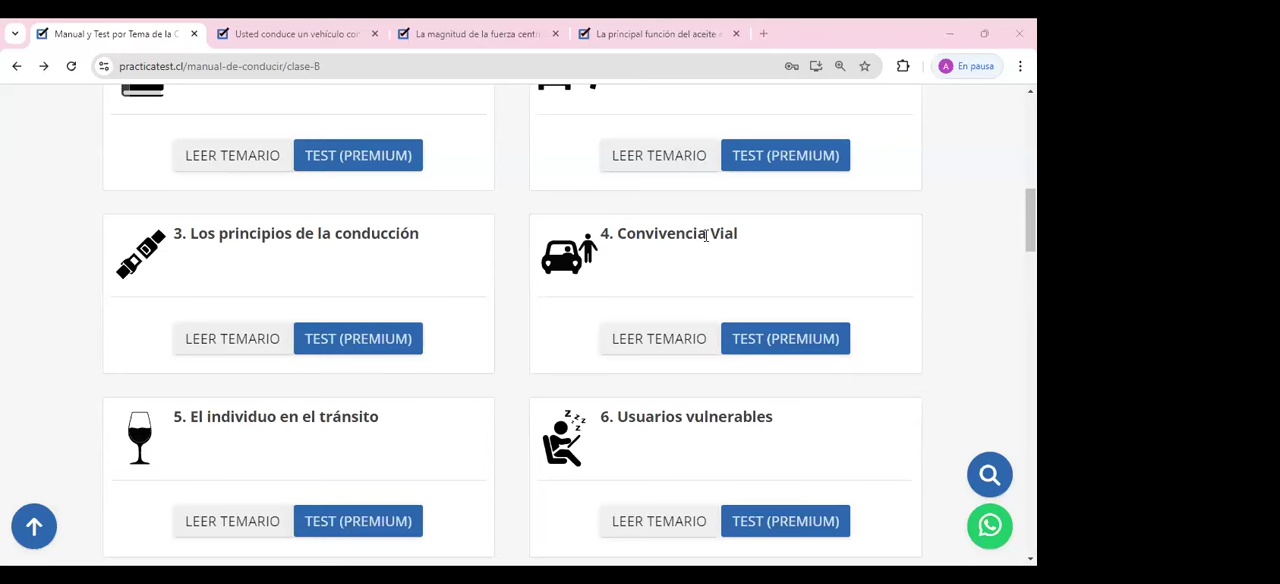 Manual y Test por Tema de la C
Usted conduce un vehículo con
La magnitud de la fuerza centr
La principal función del aceite
practicatest.cl/manual-de-conducir/clase-B
A
En pausa
LEER TEMARIO
TEST (PREMIUM)
LEER TEMARIO
TEST (PREMIUM)
3. Los principios de la conducción
4. Convivencia Vial
LEER TEMARIO
TEST (PREMIUM)
LEER TEMARIO
TEST (PREMIUM)
5. El individuo en el tránsito
z z z
z
6. Usuarios vulnerables
LEER TEMARIO
TEST (PREMIUM)
LEER TEMARIO
TEST (PREMIUM)